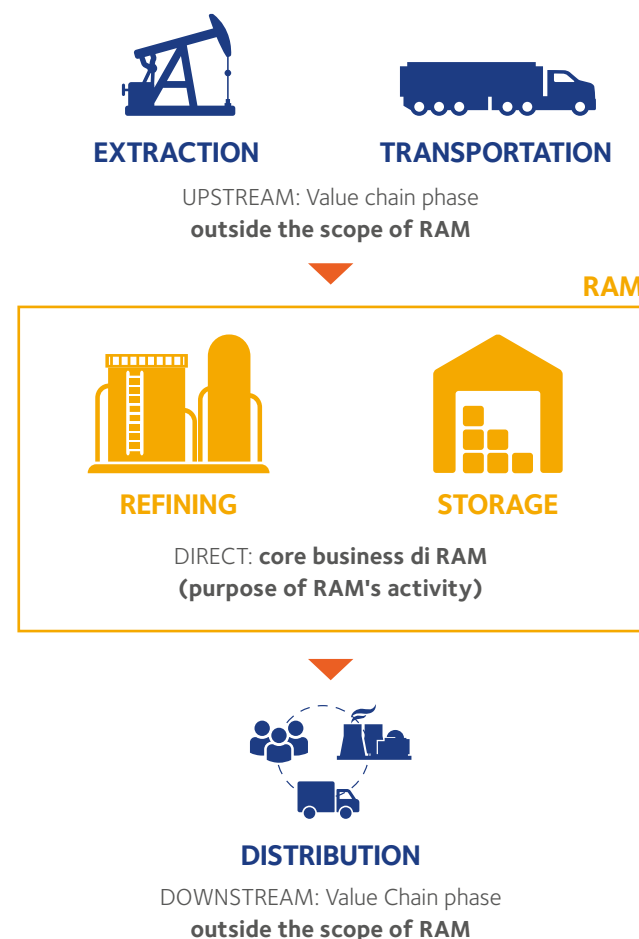 EXTRACTION
TRANSPORTATION
UPSTREAM: Value chain phase
outside the scope of RAM
RAM
REFINING
STORAGE
DIRECT: core business di RAM
(purpose of RAM's activity)
DISTRIBUTION
DOWNSTREAM: Value Chain phase
outside the scope of RAM